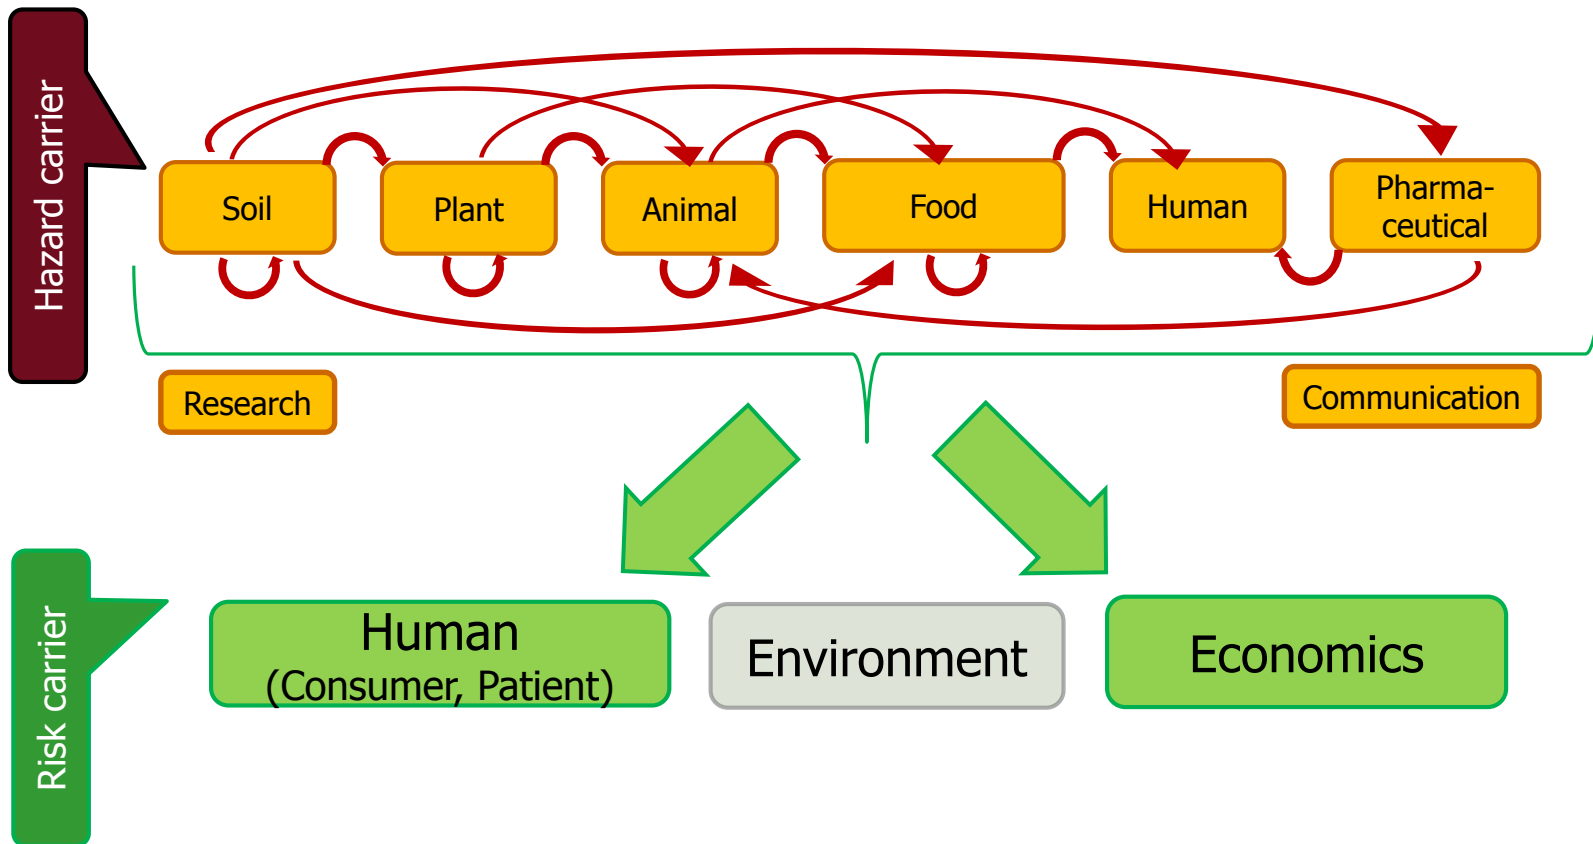 Hazard carrier
Soil
Plant
Animal
Food
Human
Pharma-
ceutical
Research
Communication
Risk carrier
Human
(Consumer, Patient)
Environment
Economics